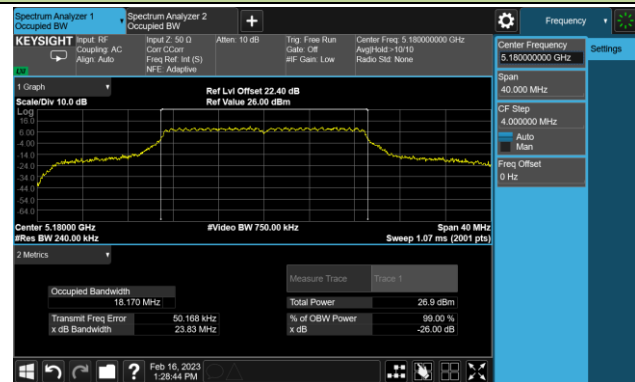 Spectrum Analyzer 1
Occupied BW
Spectrum Analyzer 2
Occupied BW
Frequency
KEYSIGHT
Input: RF
Coupling: AC
Align: Auto
Input Z: 50 Ω
Corr CCorr
Freq Ref: Int (S)
NFE: Adaptive
Atten: 10 dB
Trig: Free Run
Gate: Off
#IF Gain: Low
Center Freq: 5.180000000 GHz
Avg|Hold:>10/10
Radio Std: None
Center Frequency
5.180000000 GHz
Settings
Span
40.000 MHz
CF Step
4.000000 MHz
Auto
Man
Freq Offset
0 Hz
1 Graph
Scale/Div 10.0 dB
Ref Lvl Offset 22.40 dB
Ref Value 26.00 dBm
Log
16.0
6.00
-4.00
-14.0
-24.0
-34.0
-44.0
-54.0
-64.0
Center 5.18000 GHz
#Res BW 240.00 kHz
#Video BW 750.00 kHz
Span 40 MHz
Sweep 1.07 ms (2001 pts)
2 Metrics
Measure Trace
Trace 1
Occupied Bandwidth
18.170 MHz
Total Power
26.9 dBm
Transmit Freq Error
50.168 kHz
% of OBW Power
99.00 %
x dB Bandwidth
23.83 MHz
x dB
-26.00 dB
?
Feb 16, 2023
1:28:44 PM